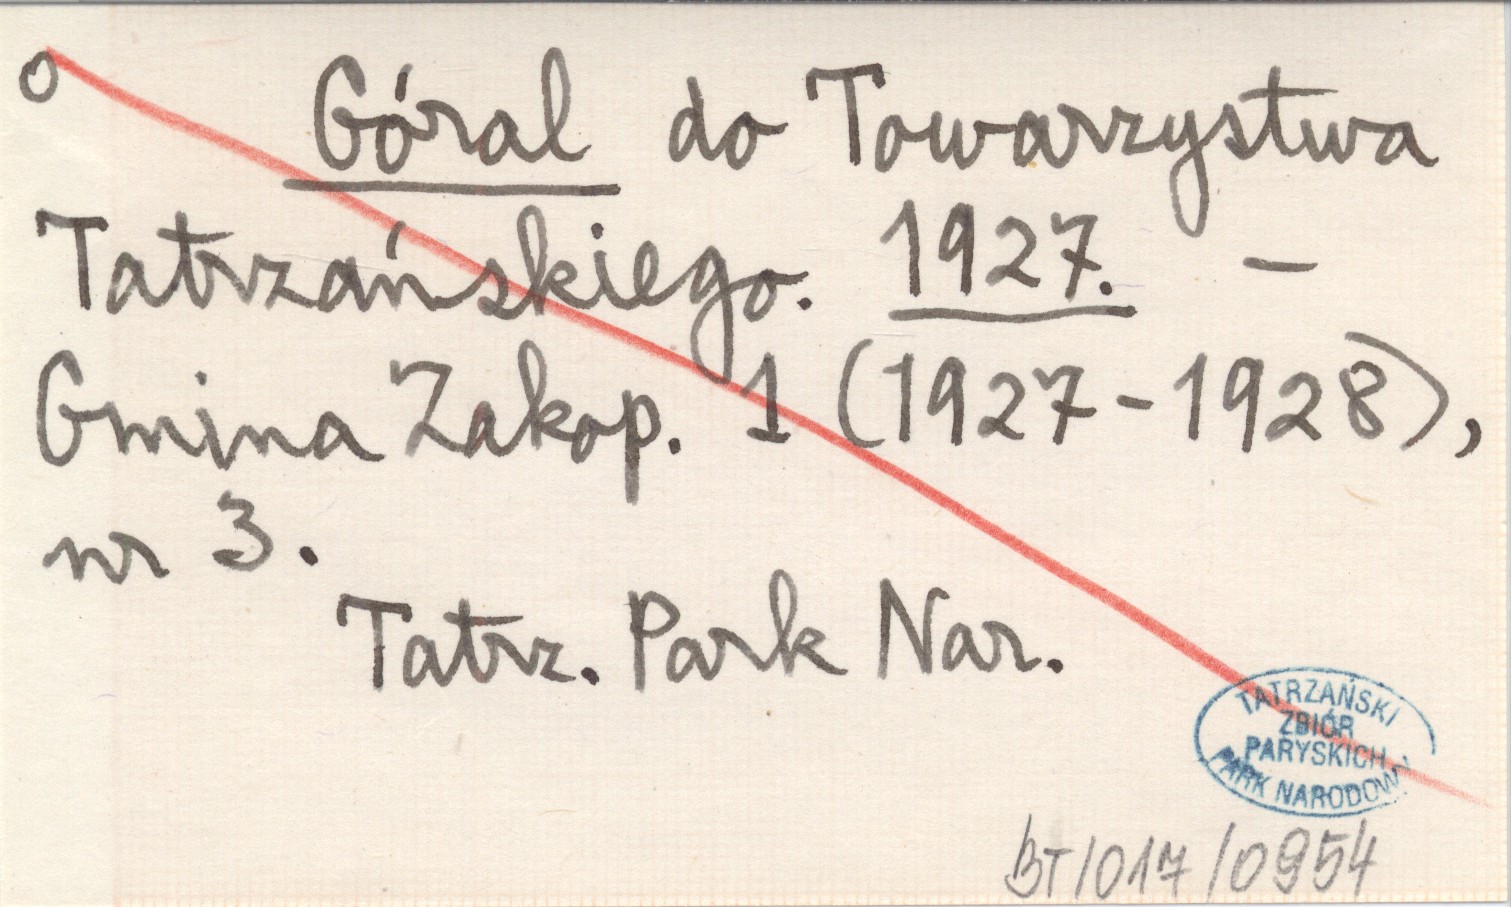 o Góral do Towarzystwa
Tatrzańskiego. 1927. –
Gmina Zakop. 1 (1927-1928),
nr 3.
Tatrz. Park Nar.
TATRZAŃSKI
ZBIÓR
PARYSKICH
PARK NARODOWY
BT/017/0954